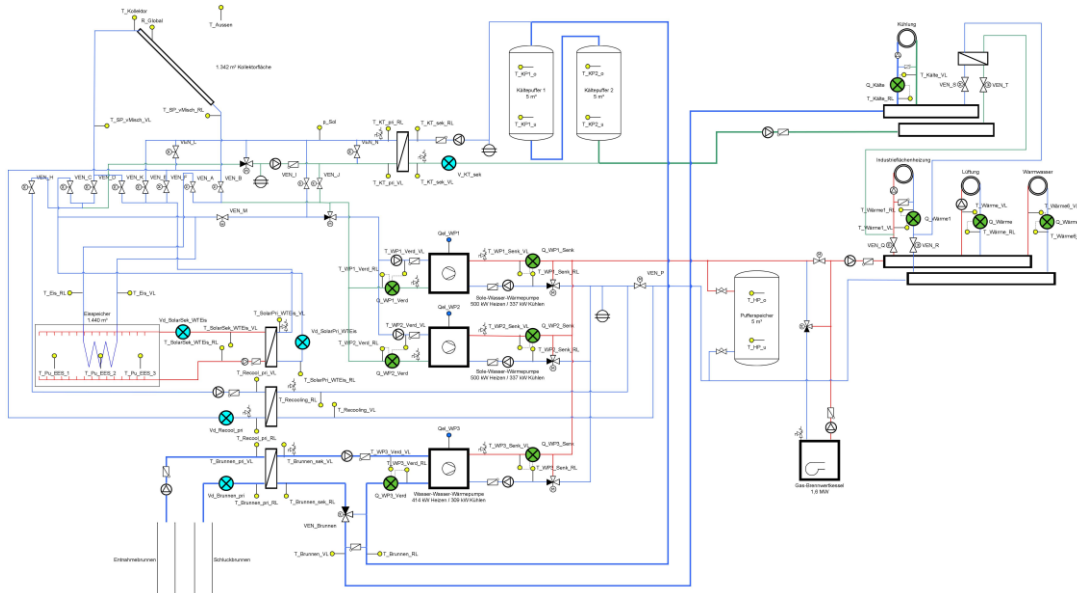 T_Kollektor
R_Global
T_Aussen
1.342 m² Kollektorfläche
T_SP_vMisch_RL
T_SP_vMisch_VL
p_Sol
T_KT_pri_RL
T_KT_sek_RL
T_KT_pri_VL
T_KT_sek_VL
V_KT_sek
T_KP1_o
Kältepuffer 1
5 m³
T_KP1_u
T_KP2_o
Kältepuffer 2
5 m³
T_KP2_u
Kühlung
Q_Kälte
T_Kälte_VL
T_Kälte_RL
VEN_S
VEN_T
VEN_L
VEN_N
VEN_I
VEN_J
VEN_H
VEN_C
VEN_D
VEN_K
VEN_E
VEN_F
VEN_A
VEN_B
VEN_M
Industrieflächenheizung
Lüftung
Warmwasser
T_Wärme1_RL
Q_Wärme1
T_Wärme1_VL
T_Wärme_VL
Q_Wärme
T_Wärme_RL
VEN_Q
VEN_R
Qel_WP1
T_WP1_Verd_VL
T_WP1_Verd_RL
Q_WP1_Verd
T_WP1_Senk_VL
Q_WP1_Senk
T_WP1_Senk_RL
Sole-Wasser-Wärmepumpe
500 kW Heizen / 337 kW Kühlen
VEN_P
T_HP_o
Pufferspeicher
5 m³
T_HP_u
Qel_WP2
T_WP2_Verd_VL
T_WP2_Verd_RL
Q_WP2_Verd
T_WP2_Senk_VL
Q_WP2_Senk
T_WP2_Senk_RL
Sole-Wasser-Wärmepumpe
500 kW Heizen / 337 kW Kühlen
T_Eis_RL
T_Eis_VL
Eisspeicher
1.440 m³
T_Pu_EES_1
T_Pu_EES_2
T_Pu_EES_3
Vd_SolarSek_WTEis
T_SolarSek_WTEis_VL
T_SolarSek_WTEis_RL
T_SolarPri_WTEis_VL
Vd_SolarPri_WTEis
T_SolarPri_WTEis_RL
T_Recool_pri_VL
T_Recooling_RL
T_Recooling_VL
Vd_Recool_pri
T_Recool_pri_RL
Qel_WP3
T_WP3_Verd_VL
T_WP3_Verd_RL
Q_WP3_Verd
T_WP3_Senk_VL
Q_WP3_Senk
T_WP3_Senk_RL
Wasser-Wasser-Wärmepumpe
414 kW Heizen / 309 kW Kühlen
T_Brunnen_pri_VL
T_Brunnen_sek_VL
Vd_Brunnen_pri
T_Brunnen_pri_RL
T_Brunnen_sek_RL
VEN_Brunnen
T_Brunnen_VL
T_Brunnen_RL
Entnahmebrunnen
Schluckbrunnen
Gas-Brennwertkessel
1,6 MW